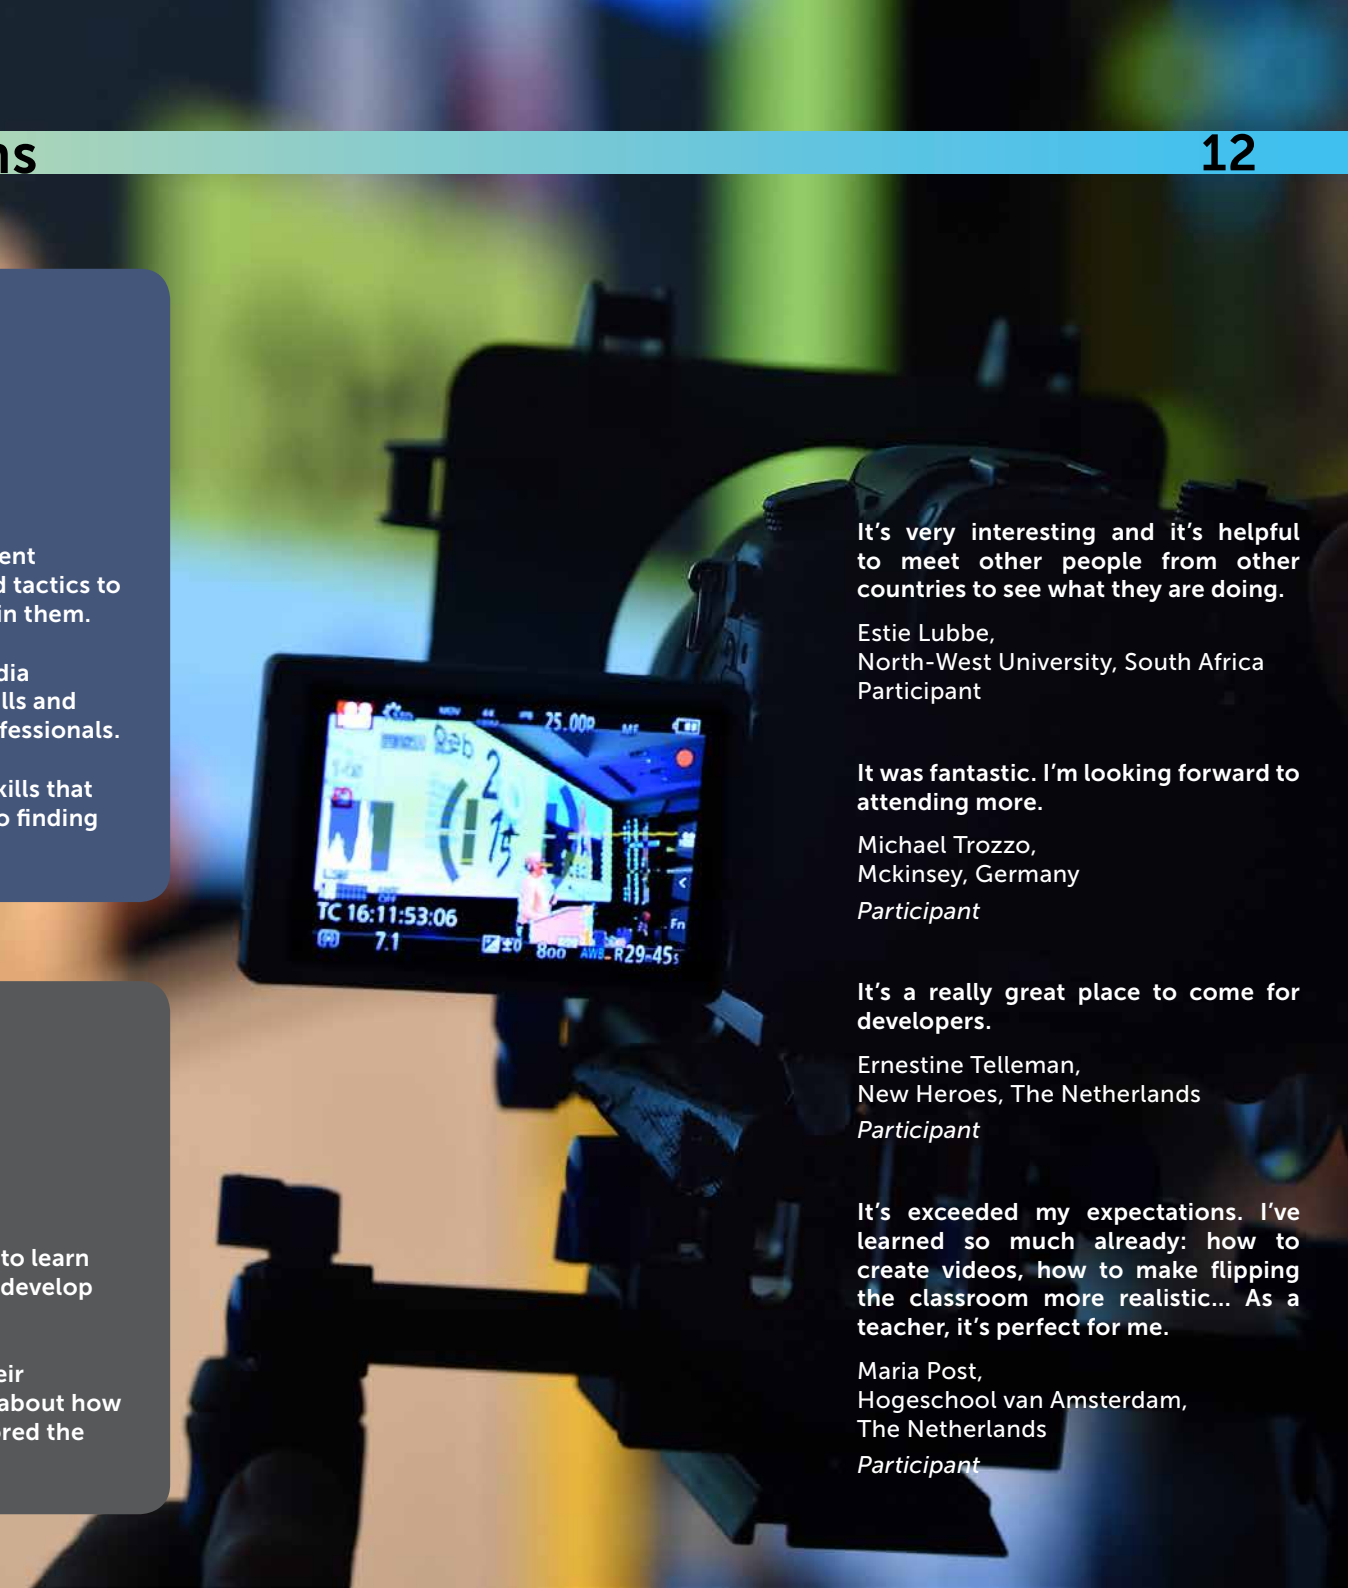 ns
12
ent
d tactics to
in them.
dia
lls and
fessionals.
kills that
o finding
to learn
develop
eir
about how
red the
It’s very interesting and it’s helpful
to meet other people from other
countries to see what they are doing.
Estie Lubbe,
North-West University, South Africa
Participant
It was fantastic. I’m looking forward to
attending more.
Michael Trozzo,
Mckinsey, Germany
Participant
It’s a really great place to come for
developers.
Ernestine Telleman,
New Heroes, The Netherlands
Participant
It’s exceeded my expectations. I’ve
learned so much already: how to
create videos, how to make flipping
the classroom more realistic... As a
teacher, it’s perfect for me.
Maria Post,
Hogeschool van Amsterdam,
The Netherlands
Participant
25.00P
TC 16:11:53:06
7.1 ±0 800 AWB R29m45s